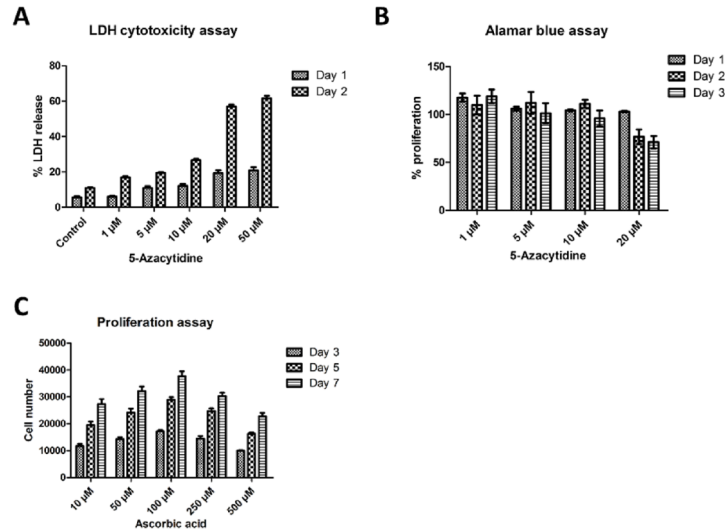 A
LDH cytotoxicity assay
% LDH release
80
60
40
20
0
Control
1 µM
5 µM
10 µM
20 µM
50 µM
5-Azacytidine
Day 1
Day 2
B
Alamar blue assay
% proliferation
150
100
50
0
1 µM
5 µM
10 µM
20 µM
5-Azacytidine
Day 1
Day 2
Day 3
C
Proliferation assay
Cell number
50000
40000
30000
20000
10000
0
10 µM
50 µM
100 µM
250 µM
500 µM
Ascorbic acid
Day 3
Day 5
Day 7